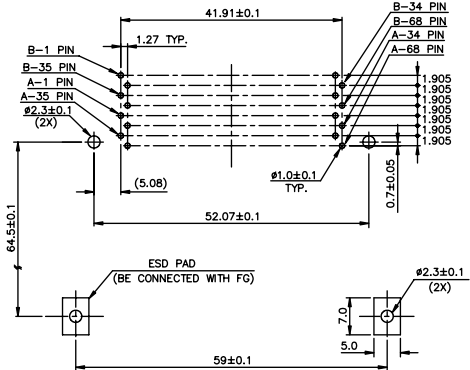 41.91±0.1
1.27 TYP.
B-34 PIN
B-68 PIN
A-34 PIN
A-68 PIN
B-1 PIN
B-35 PIN
A-1 PIN
A-35 PIN
ø2.3±0.1
(2X)
1.905
1.905
1.905
1.905
1.905
1.905
1.905
(5.08)
ø1.0±0.1
TYP.
0.7±0.05
52.07±0.1
64.5±0.1
ESD PAD
(BE CONNECTED WITH FG)
ø2.3±0.1
(2X)
7.0
5.0
59±0.1